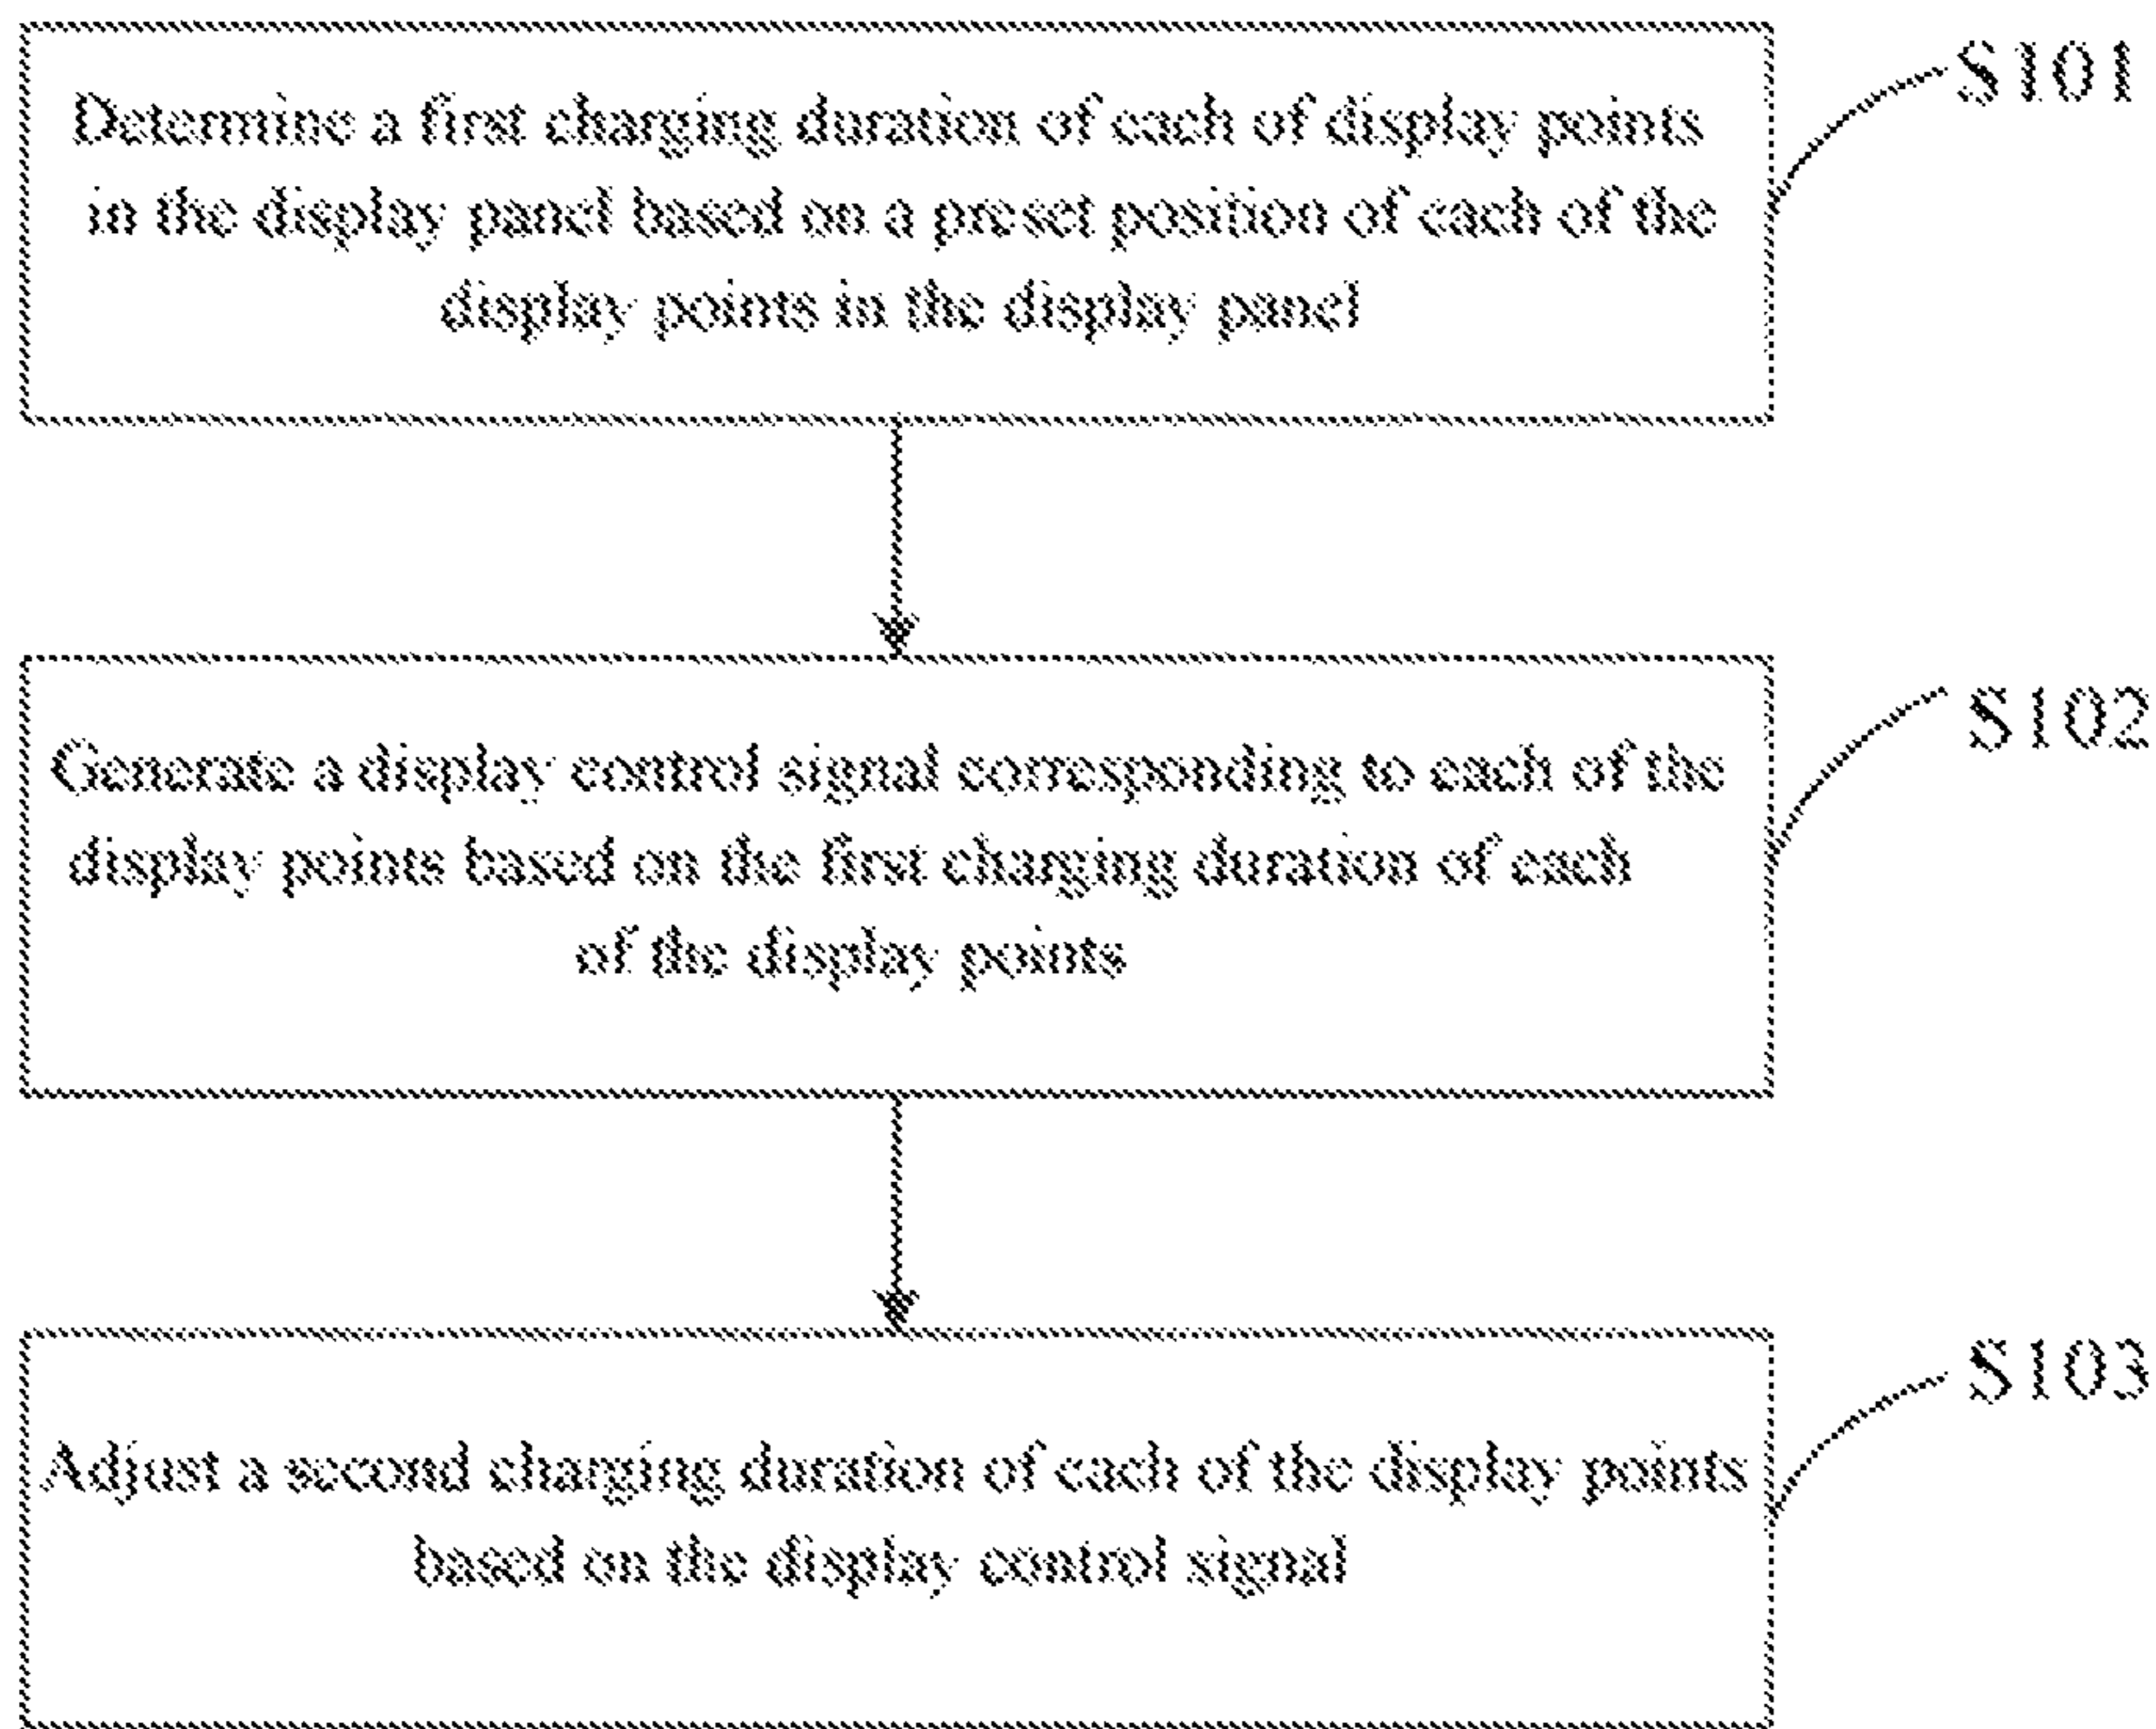 S101
Determine a first charging duration of each of display points
in the display panel based on a preset position of each of the
display points in the display panel
S102
Generate a display control signal corresponding to each of the
display points based on the first charging duration of each
of the display points
S103
Adjust a second charging duration of each of the display points
based on the display control signal